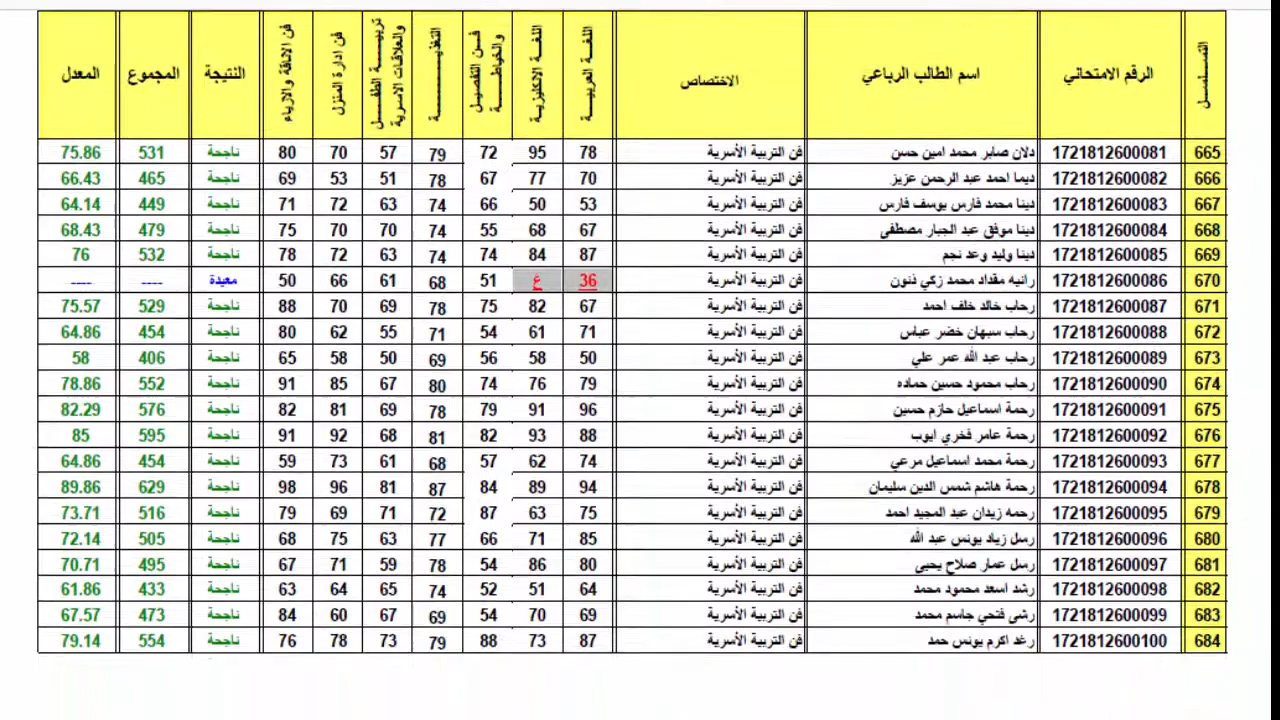 التسلسل الرقم الامتحاني اسم الطالب الرباعي الاختصاص اللغة العربية اللغة الانكليزية فن التفصيل والخياطة التغذية تربية الطفل والعلاقات الاسرية فن ادارة المنزل فن الاناقة والازياء النتيجة المجموع المعدل
665 1721812600081 دلان صابر محمد امين حسن فن التربية الأسرية 78 95 72 79 57 70 80 ناجحة 531 75.86
666 1721812600082 ديما احمد عبد الرحمن عزيز فن التربية الأسرية 70 77 67 78 51 53 69 ناجحة 465 66.43
667 1721812600083 دينا محمد فارس يوسف فارس فن التربية الأسرية 53 50 66 74 63 72 71 ناجحة 449 64.14
668 1721812600084 دينا موفق عبد الجبار مصطفى فن التربية الأسرية 67 68 55 74 70 70 75 ناجحة 479 68.43
669 1721812600085 دينا وليد وعد نجم فن التربية الأسرية 87 84 74 74 63 72 78 ناجحة 532 76
670 1721812600086 رانيه مقداد محمد زكي ذنون فن التربية الأسرية 36 غ 51 68 61 66 50 معيدة ---- ----
671 1721812600087 رحاب خالد خلف احمد فن التربية الأسرية 67 82 75 78 69 70 88 ناجحة 529 75.57
672 1721812600088 رحاب سبهان خضر عباس فن التربية الأسرية 71 61 54 71 55 62 80 ناجحة 454 64.86
673 1721812600089 رحاب عبد الله عمر علي فن التربية الأسرية 50 58 56 69 50 58 65 ناجحة 406 58
674 1721812600090 رحاب محمود حسين حماده فن التربية الأسرية 79 76 74 80 67 85 91 ناجحة 552 78.86
675 1721812600091 رحمة اسماعيل حازم حسين فن التربية الأسرية 96 91 79 78 69 81 82 ناجحة 576 82.29
676 1721812600092 رحمة عامر فخري ايوب فن التربية الأسرية 88 93 82 81 68 92 91 ناجحة 595 85
677 1721812600093 رحمة محمد اسماعيل مرعي فن التربية الأسرية 74 62 57 68 61 73 59 ناجحة 454 64.86
678 1721812600094 رحمة هاشم شمس الدين سليمان فن التربية الأسرية 94 89 84 87 81 96 98 ناجحة 629 89.86
679 1721812600095 رحمه زيدان عبد المجيد احمد فن التربية الأسرية 75 63 87 72 71 69 79 ناجحة 516 73.71
680 1721812600096 رسل زياد يونس عبد الله فن التربية الأسرية 85 71 66 77 63 75 68 ناجحة 505 72.14
681 1721812600097 رسل عمار صلاح يحيى فن التربية الأسرية 80 86 54 78 59 71 67 ناجحة 495 70.71
682 1721812600098 رشد اسعد محمود محمد فن التربية الأسرية 64 51 52 74 65 64 63 ناجحة 433 61.86
683 1721812600099 رشى فتحي جاسم محمد فن التربية الأسرية 69 70 54 69 67 60 84 ناجحة 473 67.57
684 1721812600100 رغد اكرم يونس حمد فن التربية الأسرية 87 73 88 79 73 78 76 ناجحة 554 79.14